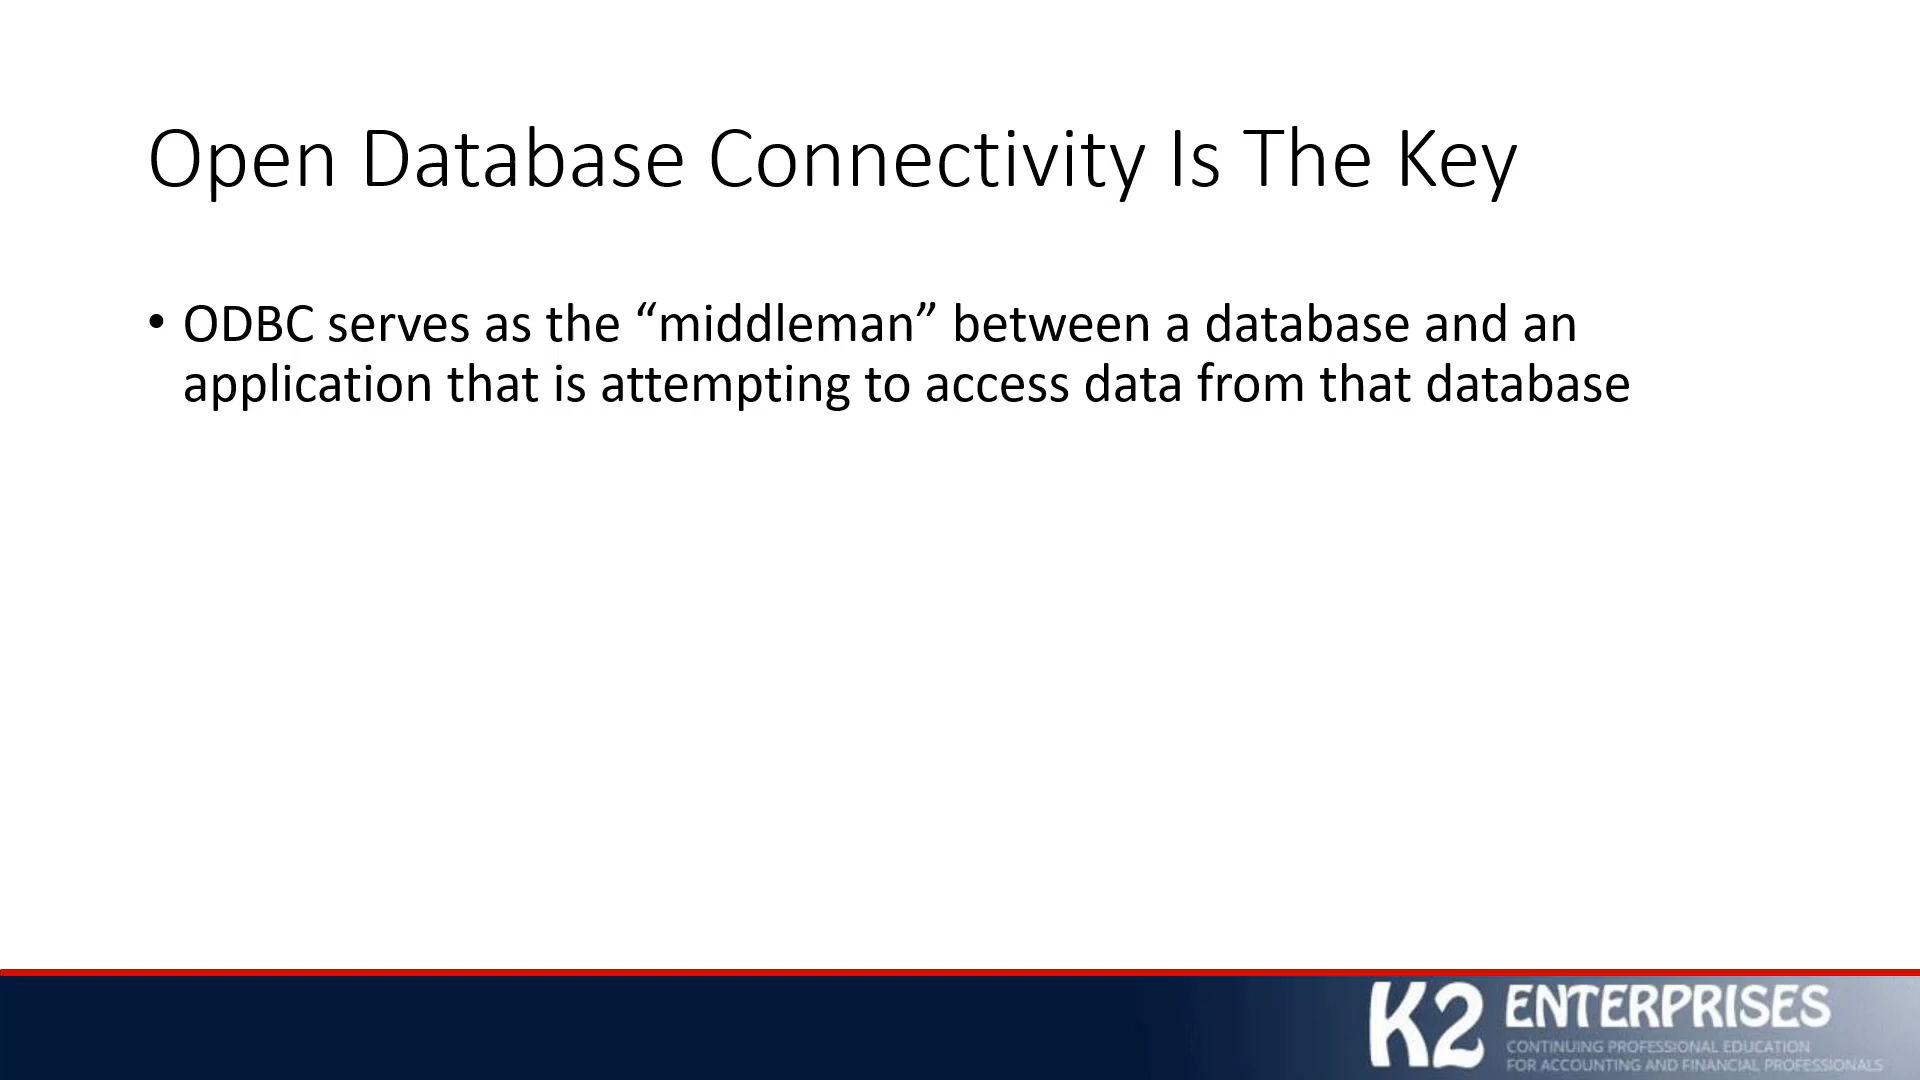 Open Database Connectivity Is The Key
• ODBC serves as the “middleman” between a database and an
application that is attempting to access data from that database
K2 ENTERPRISES
CONTINUING PROFESSIONAL EDUCATION
FOR ACCOUNTING AND FINANCIAL PROFESSIONALS